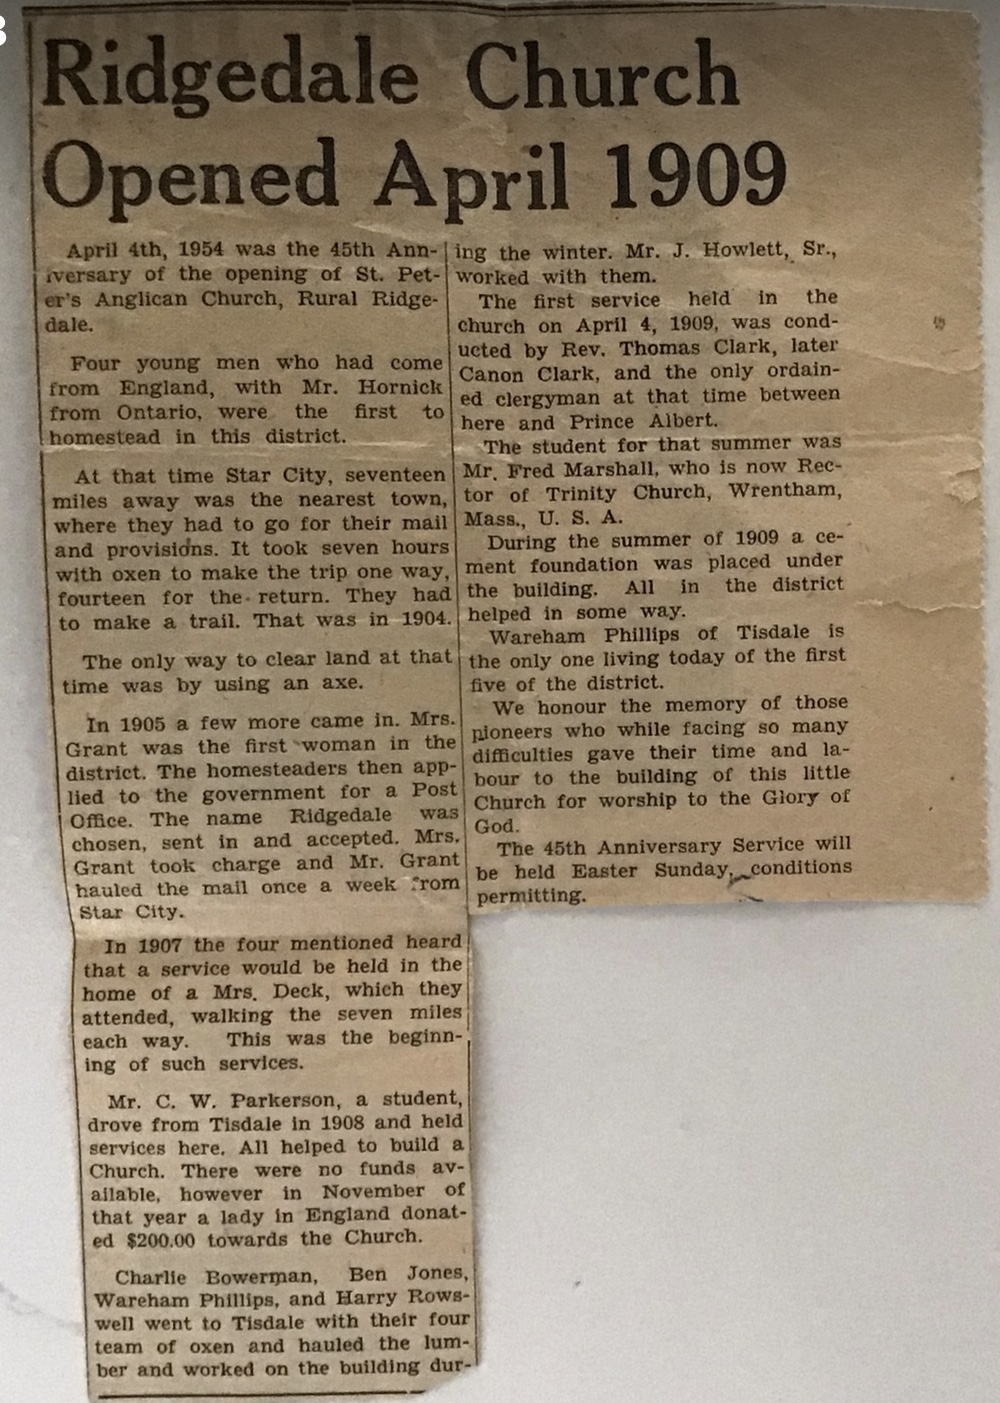 Ridgedale Church
Opened April 1909
April 4th, 1954 was the 45th Ann-
iversary of the opening of St. Pet-
er's Anglican Church, Rural Ridge-
dale.
Four young men who had come
from England, with Mr. Hornick
from Ontario, were the first to
homestead in this district.
At that time Star City, seventeen
miles away was the nearest town,
where they had to go for their mail
and provisions. It took seven hours
with oxen to make the trip one way,
fourteen for the return. They had
to make a trail. That was in 1904.
The only way to clear land at that
time was by using an axe.
In 1905 a few more came in. Mrs.
Grant was the first woman in the
district. The homesteaders then app-
lied to the government for a Post
Office. The name Ridgedale was
chosen, sent in and accepted. Mrs.
Grant took charge and Mr. Grant
hauled the mail once a week from
Star City.
In 1907 the four mentioned heard
that a service would be held in the
home of a Mrs. Deck, which they
attended, walking the seven miles
each way. This was the beginn-
ing of such services.
Mr. C. W. Parkerson, a student,
drove from Tisdale in 1908 and held
services here. All helped to build a
Church. There were no funds av-
ailable, however in November of
that year a lady in England donat-
ed $200.00 towards the Church.
Charlie Bowerman, Ben Jones,
Wareham Phillips, and Harry Rows-
well went to Tisdale with their four
team of oxen and hauled the lum-
ber and worked on the building dur-
ing the winter. Mr. J. Howlett, Sr.,
worked with them.
The first service held in the
church on April 4, 1909, was cond-
ucted by Rev. Thomas Clark, later
Canon Clark, and the only ordain-
ed clergyman at that time between
here and Prince Albert.
The student for that summer was
Mr. Fred Marshall, who is now Rec-
tor of Trinity Church, Wrentham,
Mass., U. S. A.
During the summer of 1909 a ce-
ment foundation was placed under
the building. All in the district
helped in some way.
Wareham Phillips of Tisdale is
the only one living today of the first
five of the district.
We honour the memory of those
pioneers who while facing so many
difficulties gave their time and la-
bour to the building of this little
Church for worship to the Glory of
God.
The 45th Anniversary Service will
be held Easter Sunday, conditions
permitting.